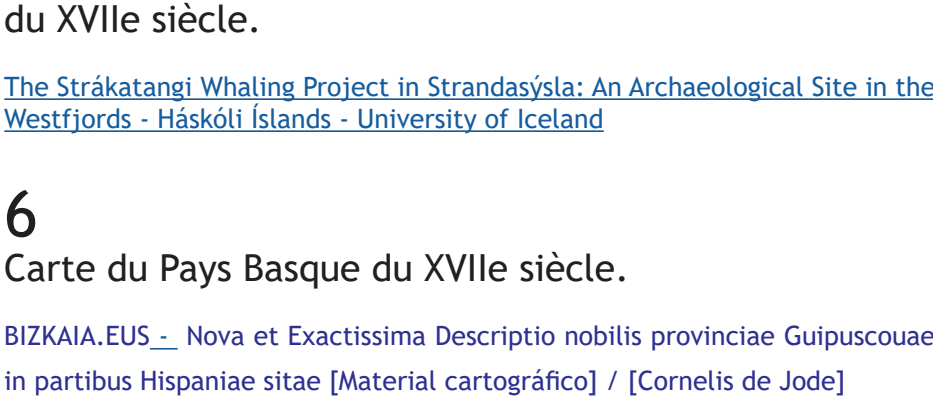 du XVIIe siècle.
The Strákatangi Whaling Project in Strandasýsla: An Archaeological Site in the
Westfjords - Háskóli Íslands - University of Iceland
6
Carte du Pays Basque du XVIIe siècle.
BIZKAIA.EUS - Nova et Exactissima Descriptio nobilis provinciae Guipuscouae
in partibus Hispaniae sitae [Material cartográfico] / [Cornelis de Jode]